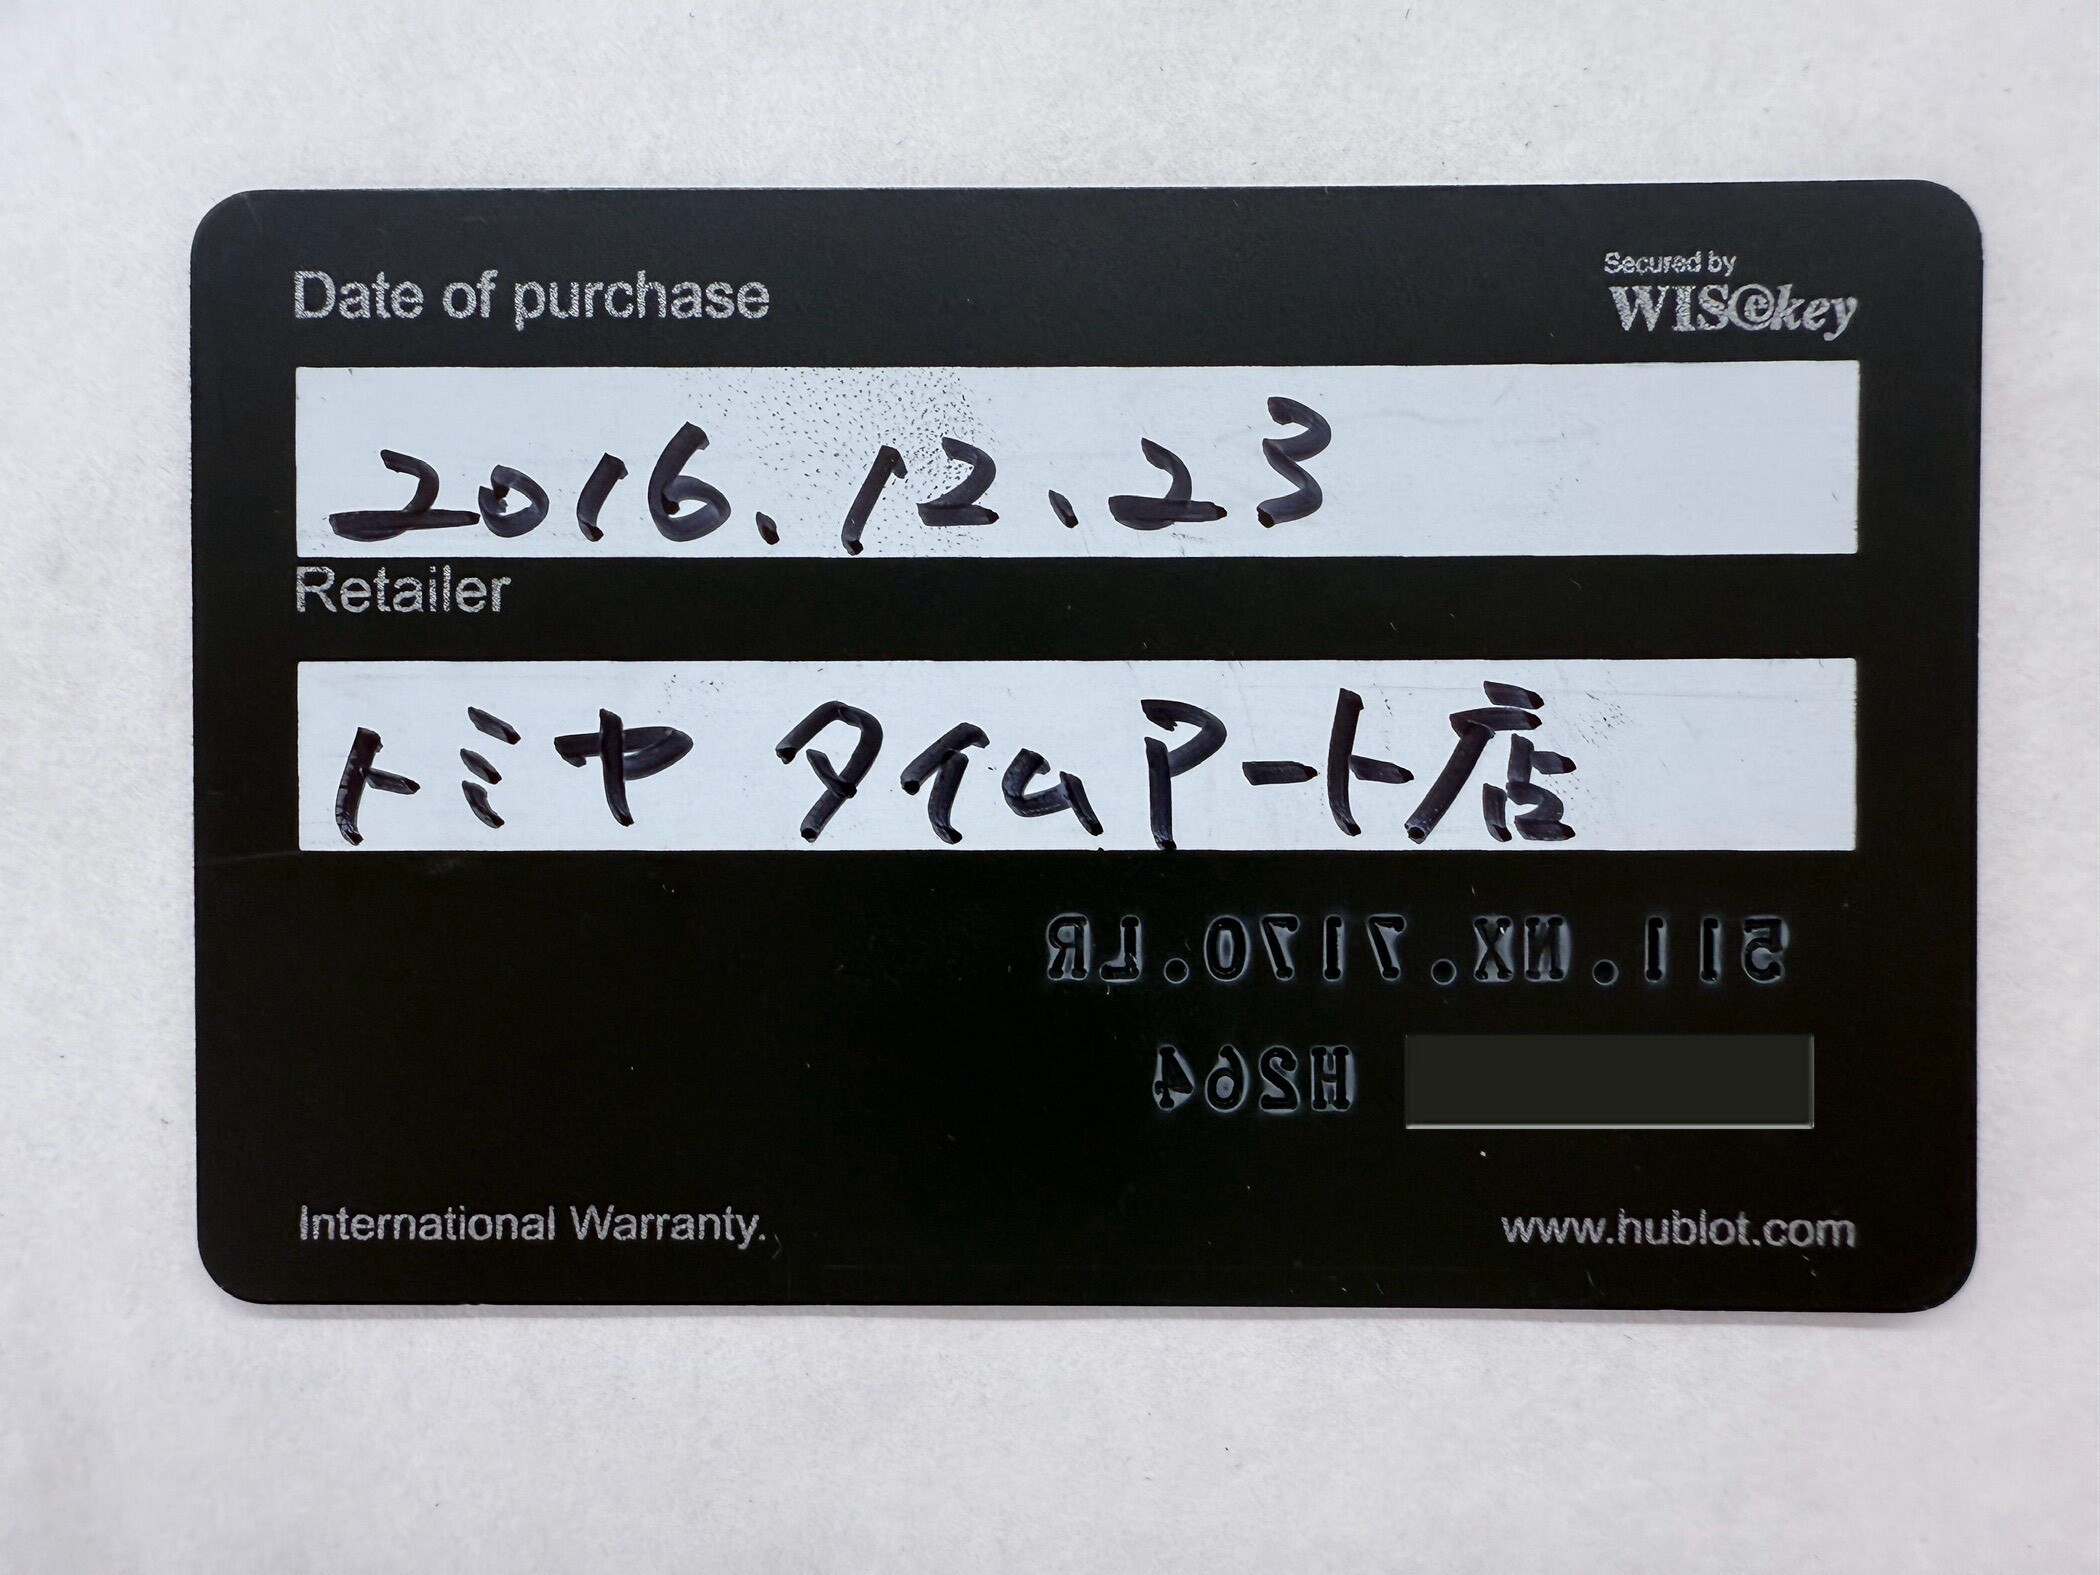 Date of purchase
Secured by
WISekey
2016.12.23
Retailer
トミヤ タイムアート店
511.NX.7170.LR
H264
International Warranty.
www.hublot.com